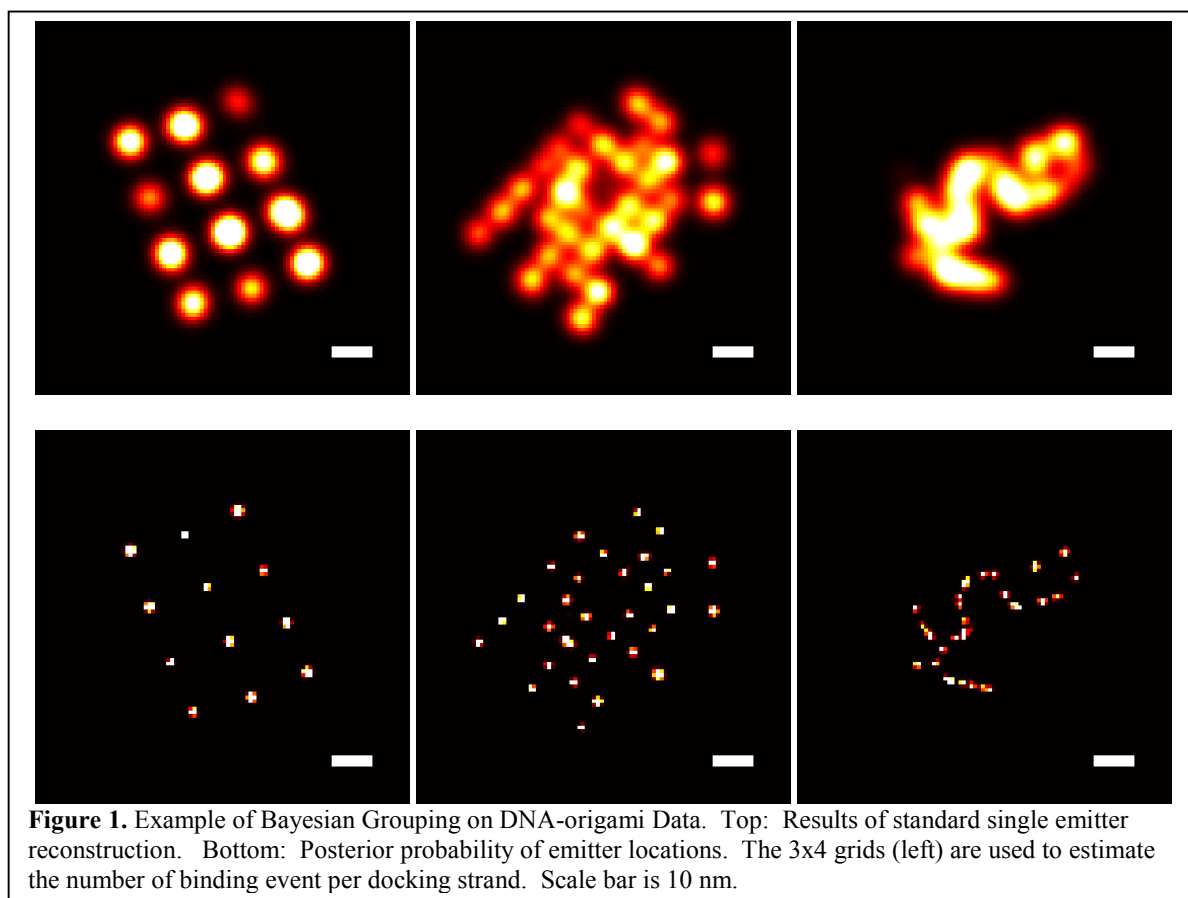 Figure 1. Example of Bayesian Grouping on DNA-origami Data. Top: Results of standard single emitter
reconstruction. Bottom: Posterior probability of emitter locations. The 3x4 grids (left) are used to estimate
the number of binding event per docking strand. Scale bar is 10 nm.